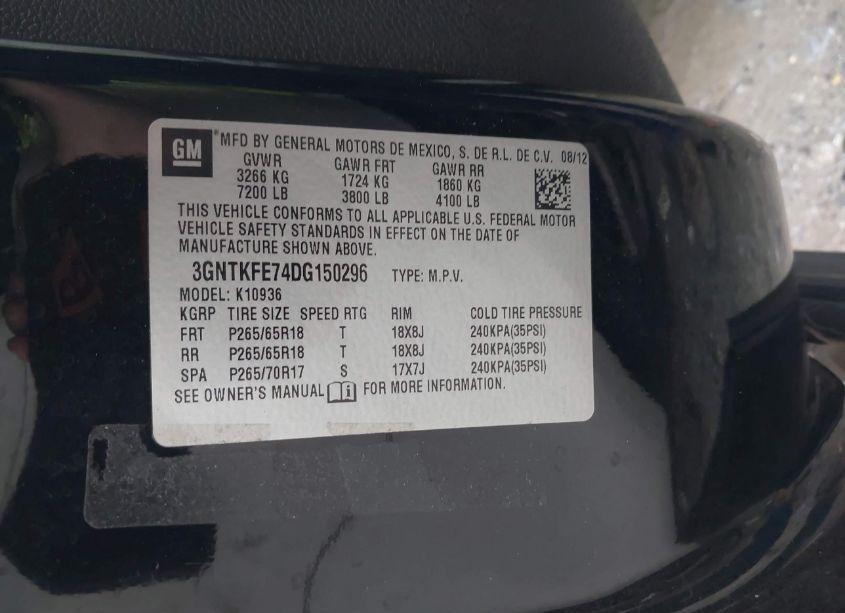 GM
MFD BY GENERAL MOTORS DE MEXICO, S. DE R.L. DE C.V. 08/12
GVWR GAWR FRT GAWR RR
3266 KG 1724 KG 1860 KG
7200 LB 3800 LB 4100 LB
THIS VEHICLE CONFORMS TO ALL APPLICABLE U.S. FEDERAL MOTOR
VEHICLE SAFETY STANDARDS IN EFFECT ON THE DATE OF
MANUFACTURE SHOWN ABOVE.
3GNTKFE74DG150296 TYPE: M.P.V.
MODEL: K10936
KGRP TIRE SIZE SPEED RTG RIM COLD TIRE PRESSURE
FRT P265/65R18 T 18X8J 240KPA(35PSI)
RR P265/65R18 T 18X8J 240KPA(35PSI)
SPA P265/70R17 S 17X7J 240KPA(35PSI)
SEE OWNER'S MANUAL FOR MORE INFORMATION.